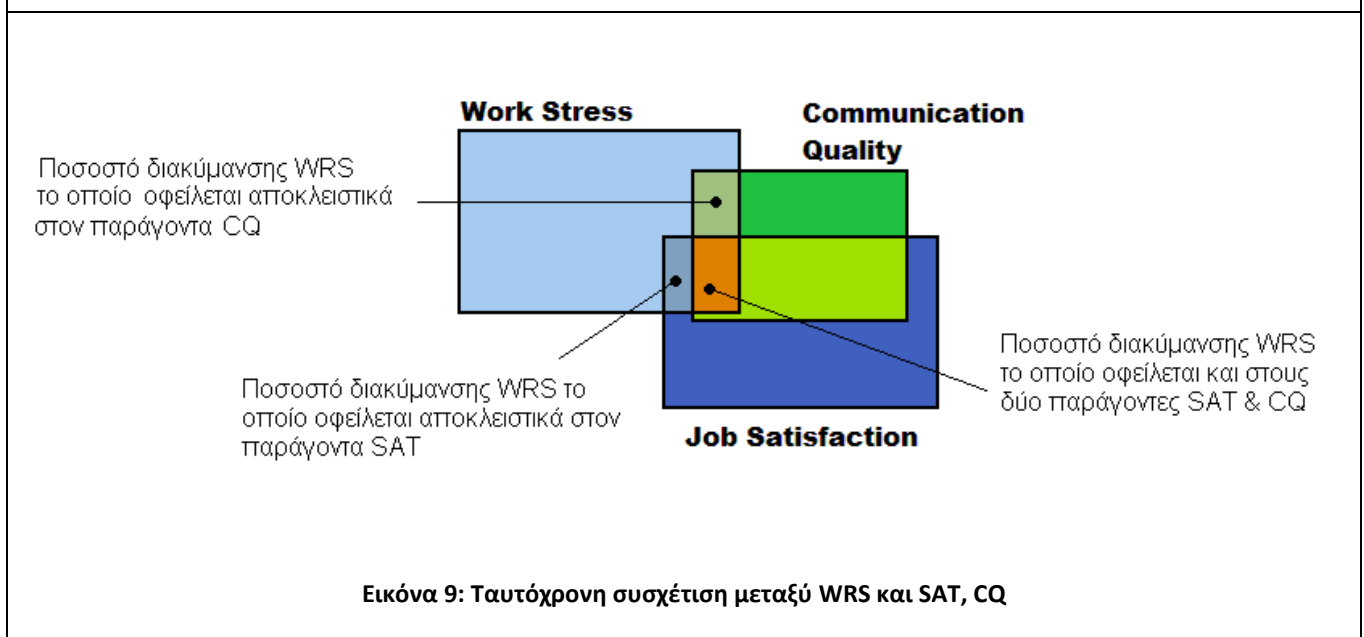 Work Stress
Communication
Quality
Ποσοστό διακύμανσης WRS
το οποίο οφείλεται αποκλειστικά
στον παράγοντα CQ
Ποσοστό διακύμανσης WRS
το οποίο οφείλεται και στους
δύο παράγοντες SAT & CQ
Ποσοστό διακύμανσης WRS το
οποίο οφείλεται αποκλειστικά στον
παράγοντα SAT
Job Satisfaction
Εικόνα 9: Ταυτόχρονη συσχέτιση μεταξύ WRS και SAT, CQ